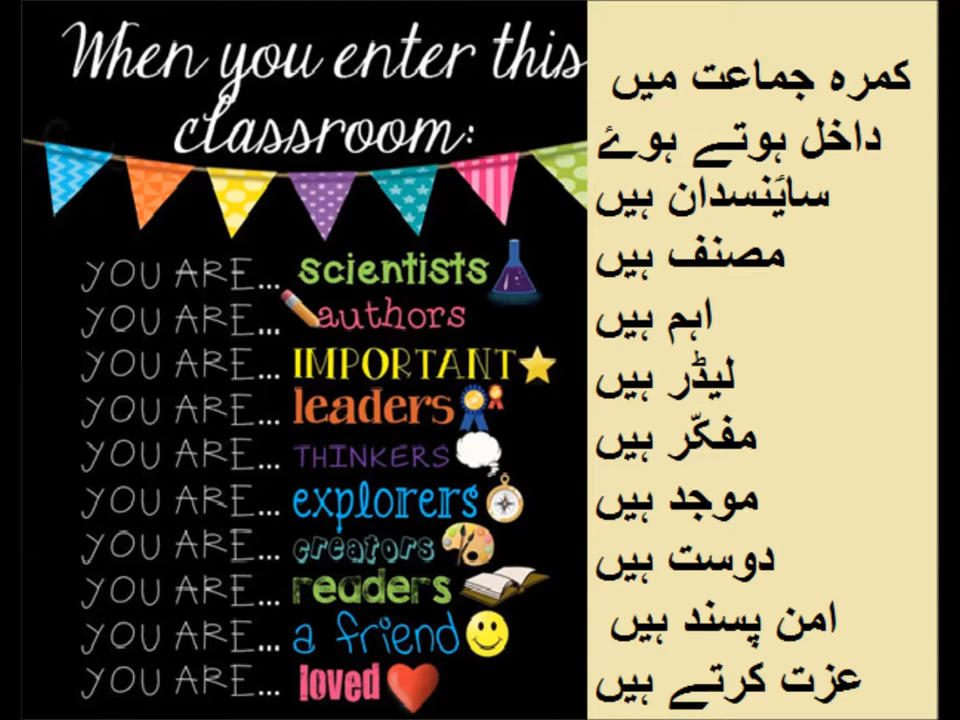 When you enter this
classroom:
YOU ARE... scientists
YOU ARE... authors
YOU ARE... IMPORTANT
YOU ARE... leaders
YOU ARE... THINKERS
YOU ARE... explorers
YOU ARE... creators
YOU ARE... readers
YOU ARE... a friend
YOU ARE... loved
کمرہ جماعت میں
داخل ہوتے ہوۓ
سایٔنسدان ہیں
مصنف ہیں
اہم ہیں
لیڈر ہیں
مفکّر ہیں
موجد ہیں
دوست ہیں
امن پسند ہیں
عزت کرتے ہیں